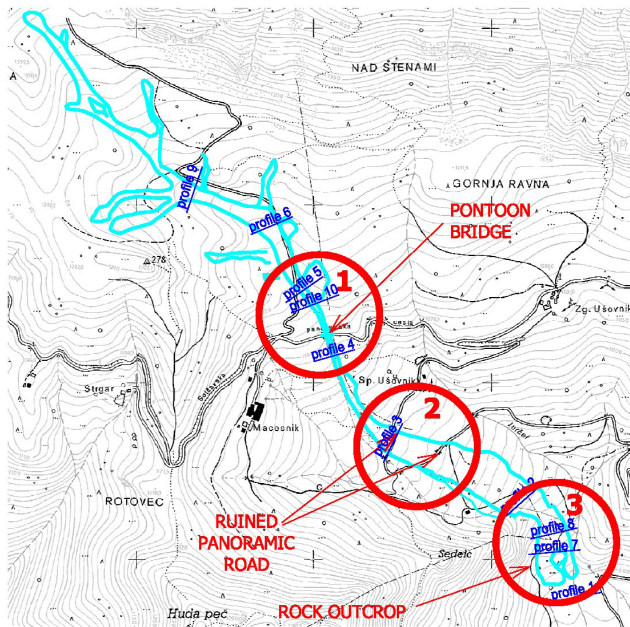 NAD ŠTENAMI
A
profile 9
GORNJA RAVNA
profile 6
PONTOON
BRIDGE
△278
1
profile 5
profile 10
Zg. Ušovnik
profile 4
Solčavska
Sp. Ušovnik
Strgar
2
profile 3
Macesnik
3
ROTOVEC
profile 8
RUINED
PANORAMIC
ROAD
profile 7
Sedelc
profile 1
ROCK OUTCROP
Huda peč